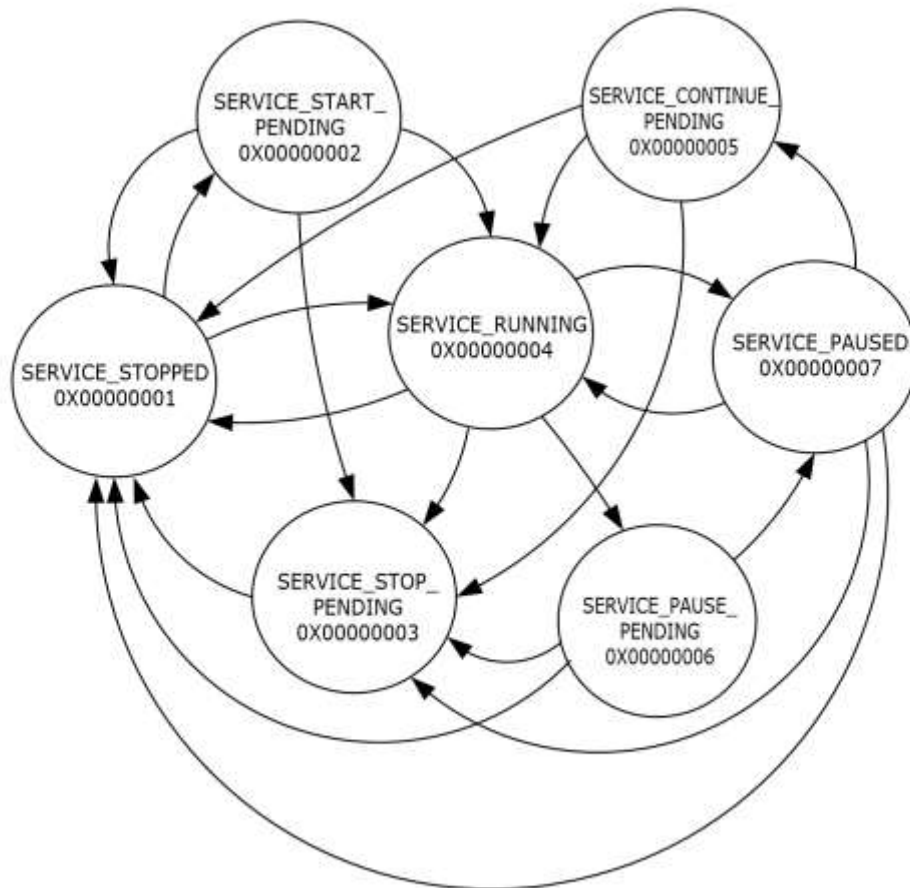 SERVICE_START_
PENDING
0X00000002
SERVICE_CONTINUE_
PENDING
0X00000005
SERVICE_RUNNING
0X00000004
SERVICE_PAUSED
0X00000007
SERVICE_STOPPED
0X00000001
SERVICE_STOP_
PENDING
0X00000003
SERVICE_PAUSE_
PENDING
0X00000006